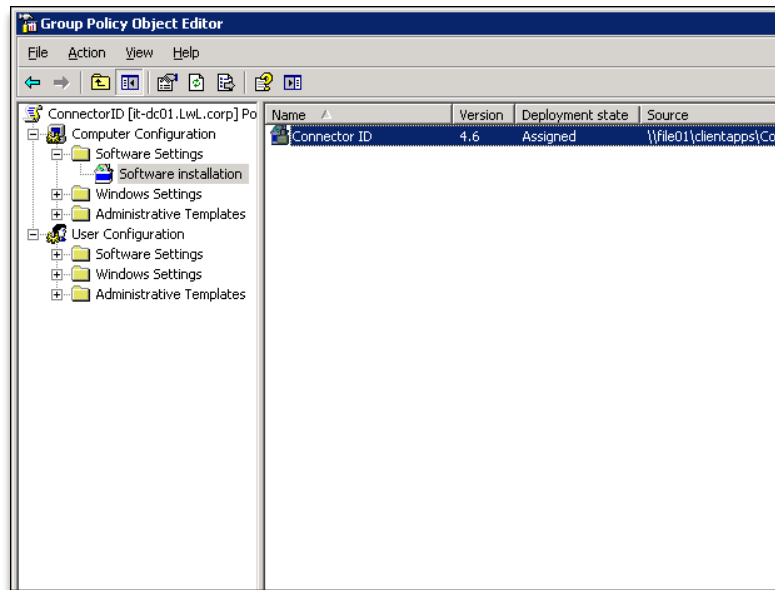 Group Policy Object Editor
File Action View Help
ConnectorID [it-dc01.LwL.corp] Po
Computer Configuration
Software Settings
Software installation
Windows Settings
Administrative Templates
User Configuration
Software Settings
Windows Settings
Administrative Templates
Name Version Deployment state Source
Connector ID 4.6 Assigned \\file01\clientapps\Co